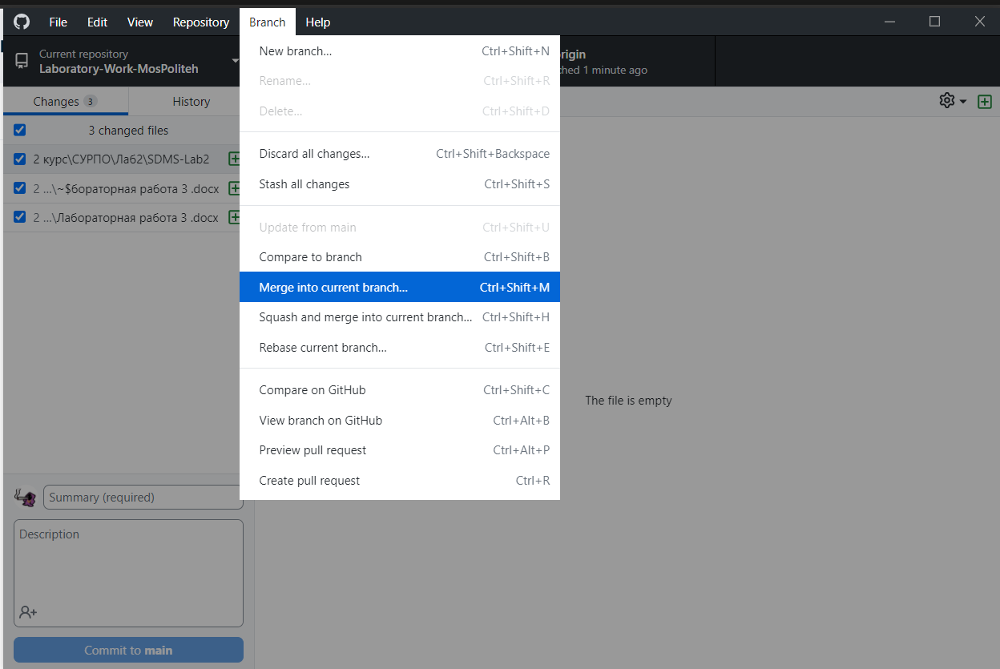 File Edit View Repository Branch Help
Current repository
Laboratory-Work-MosPoliteh
rigin
hed 1 minute ago
Changes 3 History
3 changed files
2 курс\СУРПО\Лаб2\SDMS-Lab2
2 ...\~$бораторная работа 3 .docx
2 ...\Лабораторная работа 3 .docx
New branch... Ctrl+Shift+N
Rename... Ctrl+Shift+R
Delete... Ctrl+Shift+D
Discard all changes... Ctrl+Shift+Backspace
Stash all changes Ctrl+Shift+S
Update from main Ctrl+Shift+U
Compare to branch Ctrl+Shift+B
Merge into current branch... Ctrl+Shift+M
Squash and merge into current branch... Ctrl+Shift+H
Rebase current branch... Ctrl+Shift+E
Compare on GitHub Ctrl+Shift+C
View branch on GitHub Ctrl+Alt+B
Preview pull request Ctrl+Alt+P
Create pull request Ctrl+R
The file is empty
Summary (required)
Description
Commit to main